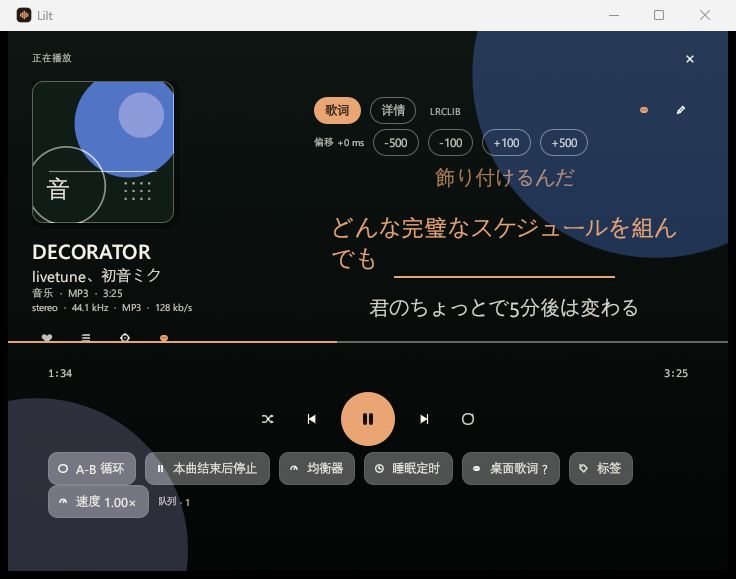 Lilt
正在播放
音
DECORATOR
livetune、初音ミク
音乐 · MP3 · 3:25
stereo · 44.1 kHz · MP3 · 128 kb/s
歌词 详情 LRCLIB
偏移 +0 ms -500 -100 +100 +500
飾り付けるんだ
どんな完璧なスケジュールを組ん
でも
君のちょっとで5分後は変わる
1:34 3:25
A-B 循环 本曲结束后停止 均衡器 睡眠定时 桌面歌词 ? 标签
速度 1.00× 队列 · 1